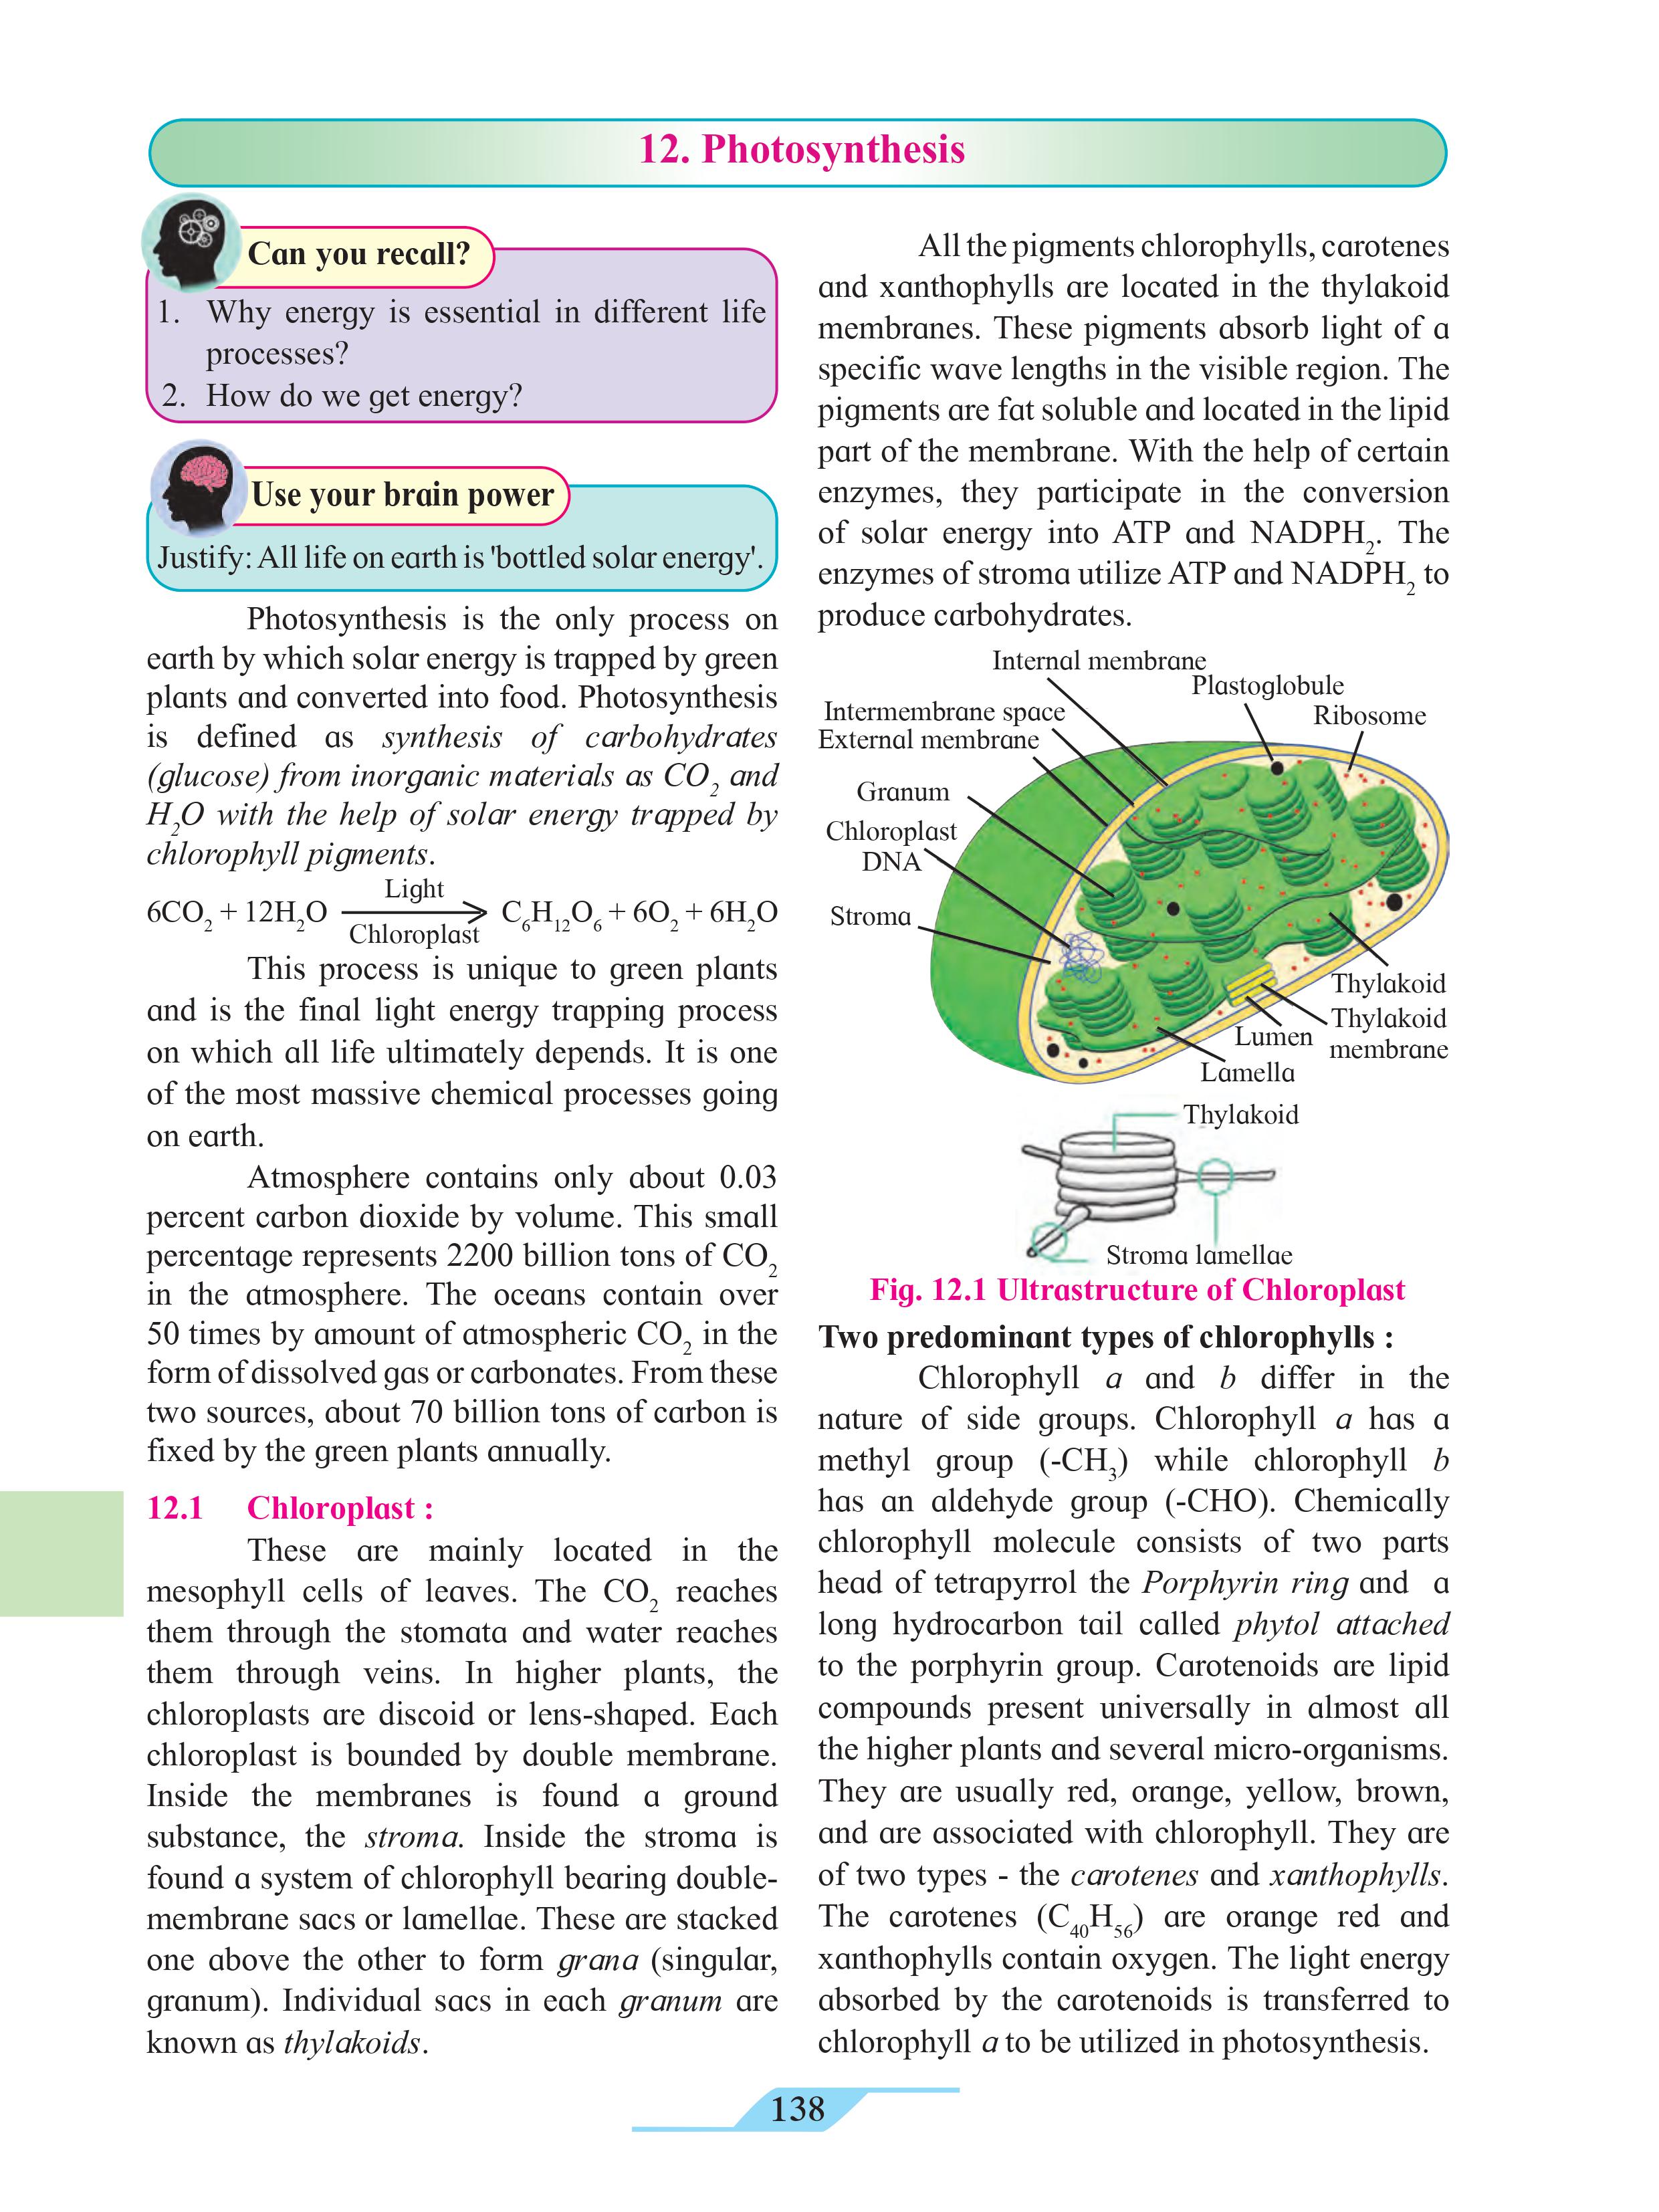 12. Photosynthesis
Can you recall?
1. Why energy is essential in different life
processes?
2. How do we get energy?
Use your brain power
Justify: All life on earth is 'bottled solar energy'.
Photosynthesis is the only process on
earth by which solar energy is trapped by green
plants and converted into food. Photosynthesis
is defined as synthesis of carbohydrates
(glucose) from inorganic materials as CO₂ and
H₂O with the help of solar energy trapped by
chlorophyll pigments.
Light
6CO₂ + 12H₂O ⟶ C₆H₁₂O₆ + 6O₂ + 6H₂O
Chloroplast
This process is unique to green plants
and is the final light energy trapping process
on which all life ultimately depends. It is one
of the most massive chemical processes going
on earth.
Atmosphere contains only about 0.03
percent carbon dioxide by volume. This small
percentage represents 2200 billion tons of CO₂
in the atmosphere. The oceans contain over
50 times by amount of atmospheric CO₂ in the
form of dissolved gas or carbonates. From these
two sources, about 70 billion tons of carbon is
fixed by the green plants annually.
12.1 Chloroplast :
These are mainly located in the
mesophyll cells of leaves. The CO₂ reaches
them through the stomata and water reaches
them through veins. In higher plants, the
chloroplasts are discoid or lens-shaped. Each
chloroplast is bounded by double membrane.
Inside the membranes is found a ground
substance, the stroma. Inside the stroma is
found a system of chlorophyll bearing double-
membrane sacs or lamellae. These are stacked
one above the other to form grana (singular,
granum). Individual sacs in each granum are
known as thylakoids.
All the pigments chlorophylls, carotenes
and xanthophylls are located in the thylakoid
membranes. These pigments absorb light of a
specific wave lengths in the visible region. The
pigments are fat soluble and located in the lipid
part of the membrane. With the help of certain
enzymes, they participate in the conversion
of solar energy into ATP and NADPH₂. The
enzymes of stroma utilize ATP and NADPH₂ to
produce carbohydrates.
Internal membrane
Plastoglobule
Intermembrane space
Ribosome
External membrane
Granum
Chloroplast
DNA
Stroma
Thylakoid
Thylakoid
membrane
Lumen
Lamella
Thylakoid
Stroma lamellae
Fig. 12.1 Ultrastructure of Chloroplast
Two predominant types of chlorophylls :
Chlorophyll a and b differ in the
nature of side groups. Chlorophyll a has a
methyl group (-CH₃) while chlorophyll b
has an aldehyde group (-CHO). Chemically
chlorophyll molecule consists of two parts
head of tetrapyrrol the Porphyrin ring and a
long hydrocarbon tail called phytol attached
to the porphyrin group. Carotenoids are lipid
compounds present universally in almost all
the higher plants and several micro-organisms.
They are usually red, orange, yellow, brown,
and are associated with chlorophyll. They are
of two types - the carotenes and xanthophylls.
The carotenes (C₄₀H₅₆) are orange red and
xanthophylls contain oxygen. The light energy
absorbed by the carotenoids is transferred to
chlorophyll a to be utilized in photosynthesis.
138